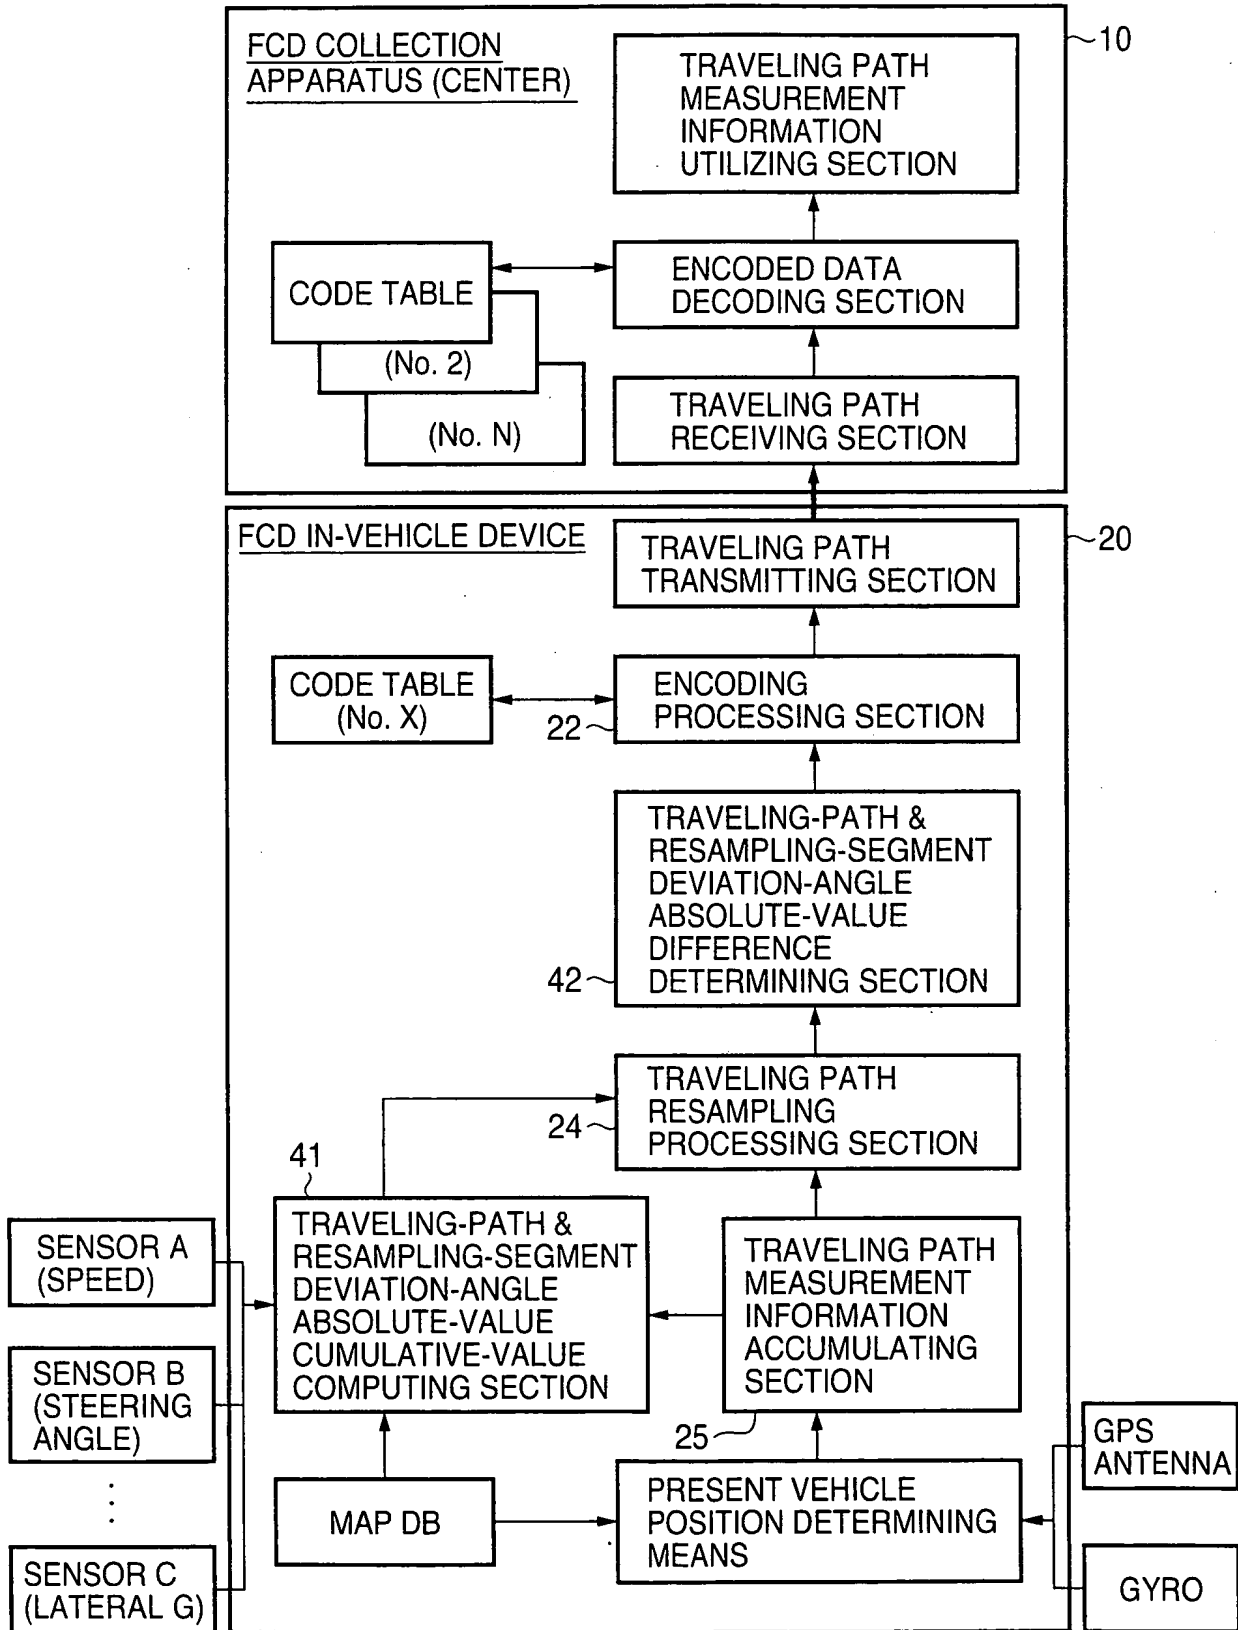 FCD COLLECTION
APPARATUS (CENTER)
10
TRAVELING PATH
MEASUREMENT
INFORMATION
UTILIZING SECTION
CODE TABLE
(No. 2)
(No. N)
ENCODED DATA
DECODING SECTION
TRAVELING PATH
RECEIVING SECTION
FCD IN-VEHICLE DEVICE
20
TRAVELING PATH
TRANSMITTING SECTION
CODE TABLE
(No. X)
22
ENCODING
PROCESSING SECTION
TRAVELING-PATH &
RESAMPLING-SEGMENT
DEVIATION-ANGLE
ABSOLUTE-VALUE
DIFFERENCE
DETERMINING SECTION
42
TRAVELING PATH
RESAMPLING
PROCESSING SECTION
24
41
TRAVELING-PATH &
RESAMPLING-SEGMENT
DEVIATION-ANGLE
ABSOLUTE-VALUE
CUMULATIVE-VALUE
COMPUTING SECTION
TRAVELING PATH
MEASUREMENT
INFORMATION
ACCUMULATING
SECTION
25
SENSOR A
(SPEED)
SENSOR B
(STEERING
ANGLE)
SENSOR C
(LATERAL G)
MAP DB
PRESENT VEHICLE
POSITION DETERMINING
MEANS
GPS
ANTENNA
GYRO